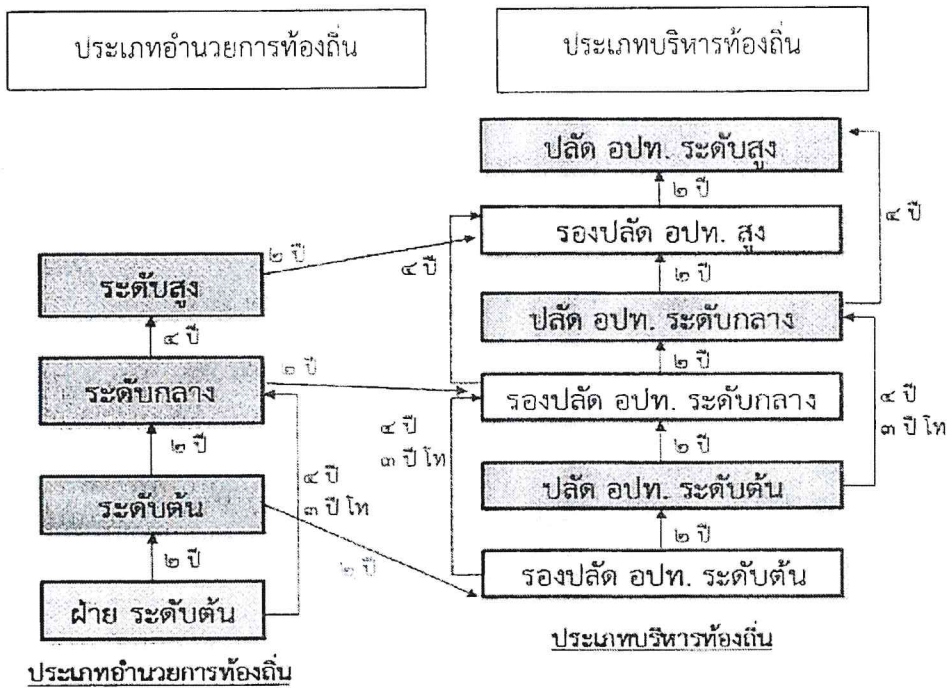 ประเภทอำนวยการท้องถิ่น
ประเภทบริหารท้องถิ่น
ปลัด อปท. ระดับสูง
๒ ปี
๔ ปี
รองปลัด อปท. สูง
๒ ปี
๔ ปี
ระดับสูง
๒ ปี
ปลัด อปท. ระดับกลาง
๔ ปี
๒ ปี
ระดับกลาง
๒ ปี
รองปลัด อปท. ระดับกลาง
๒ ปี
๔ ปี
๓ ปี โท
๔ ปี
๓ ปี โท
๒ ปี
๔ ปี
๓ ปี โท
ระดับต้น
ปลัด อปท. ระดับต้น
๒ ปี
๒ ปี
๒ ปี
ฝ่าย ระดับต้น
รองปลัด อปท. ระดับต้น
ประเภทอำนวยการท้องถิ่น
ประเภทบริหารท้องถิ่น